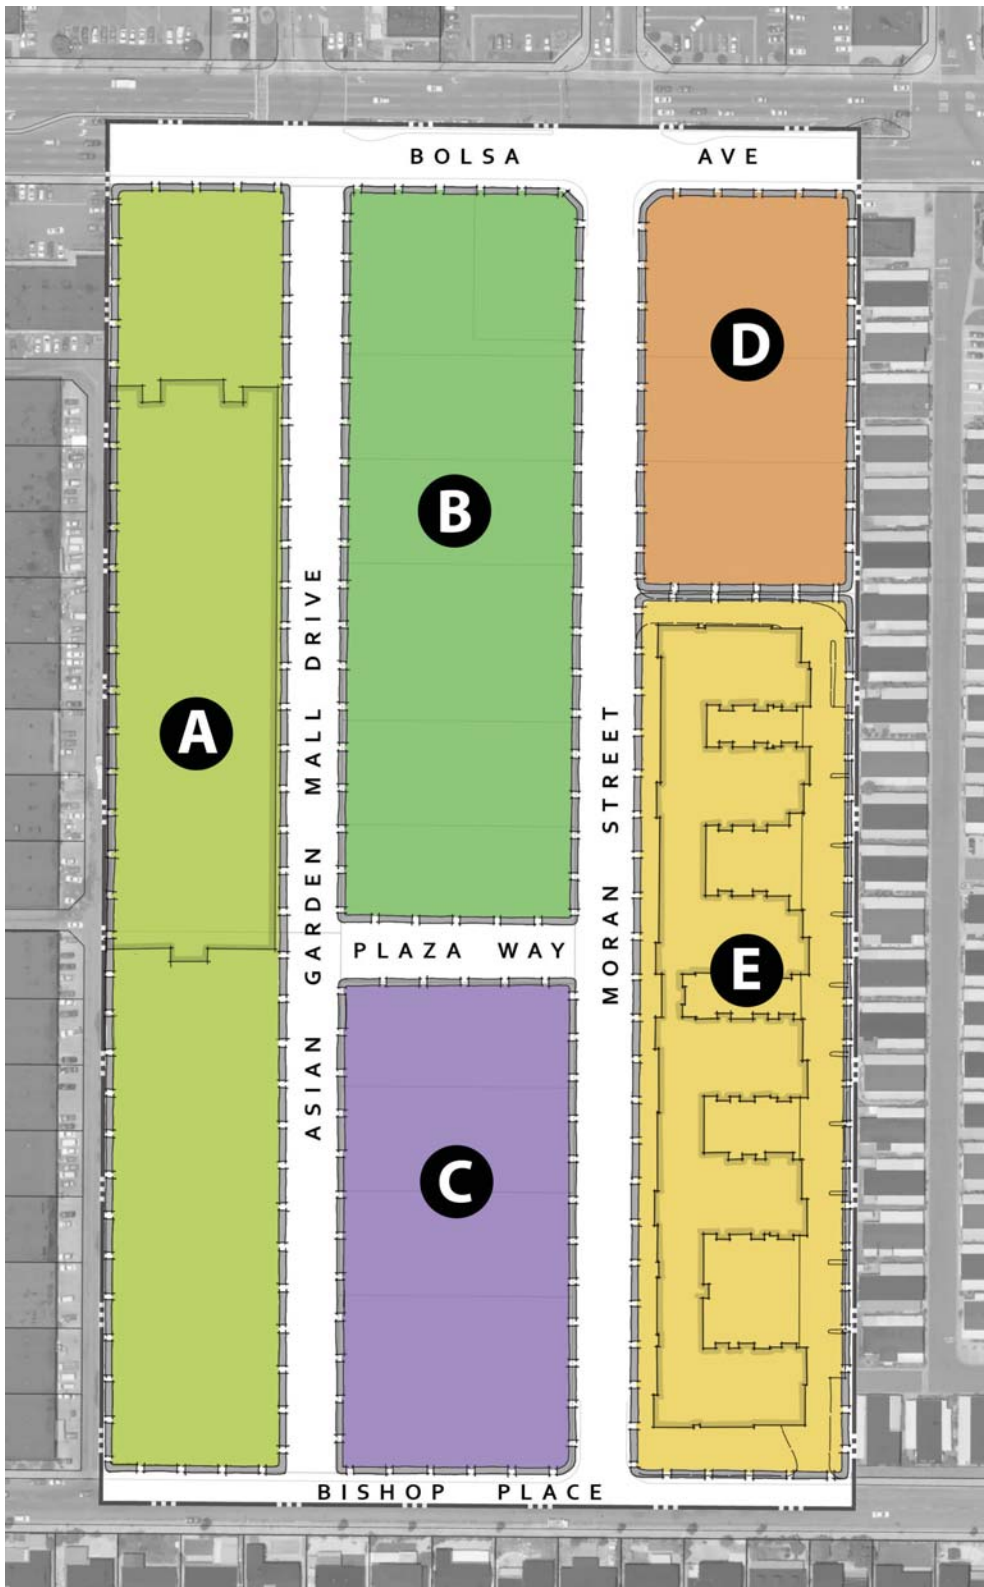 BOLSA AVE
D
B
ASIAN GARDEN MALL DRIVE
A
MORAN STREET
PLAZA WAY
E
C
BISHOP PLACE